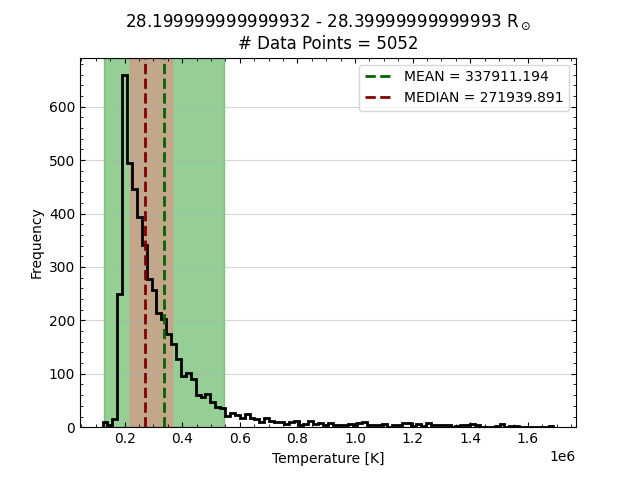 28.199999999999932 - 28.39999999999993 R⊙
# Data Points = 5052
MEAN = 337911.194
MEDIAN = 271939.891
Frequency
600
500
400
300
200
100
0
0.2 0.4 0.6 0.8 1.0 1.2 1.4 1.6
1e6
Temperature [K]